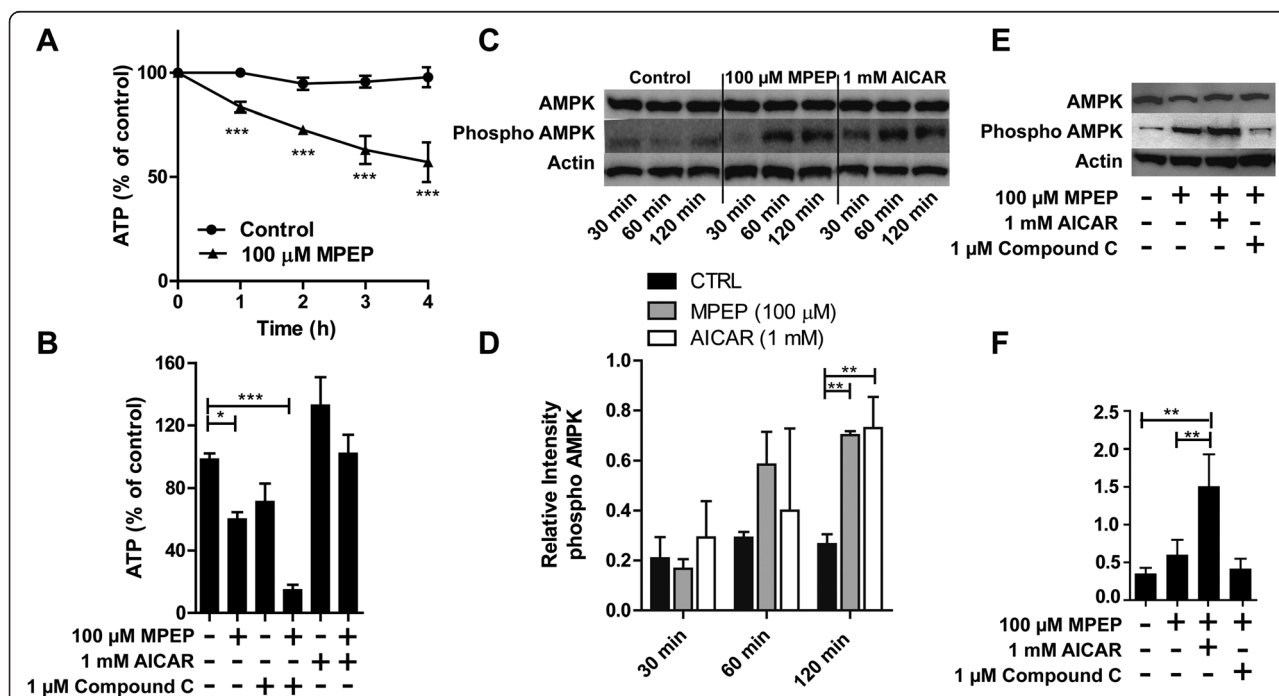 A
ATP (% of control)
100
50
0
***
***
***
***
Control
100 μM MPEP
0 1 2 3 4
Time (h)
B
ATP (% of control)
160
120
80
40
0
***
*
100 μM MPEP - + - + - +
1 mM AICAR - - - - + +
1 μM Compound C - - + + - -
C
Control 100 μM MPEP 1 mM AICAR
AMPK
Phospho AMPK
Actin
30 min 60 min 120 min 30 min 60 min 120 min 30 min 60 min 120 min
CTRL
MPEP (100 μM)
AICAR (1 mM)
D
Relative Intensity
phospho AMPK
1.0
0.8
0.6
0.4
0.2
0.0
**
**
30 min 60 min 120 min
E
AMPK
Phospho AMPK
Actin
100 μM MPEP - + + +
1 mM AICAR - - + -
1 μM Compound C - - - +
F
2.5
2.0
1.5
1.0
0.5
0.0
**
**
100 μM MPEP - + + +
1 mM AICAR - - + -
1 μM Compound C - - - +